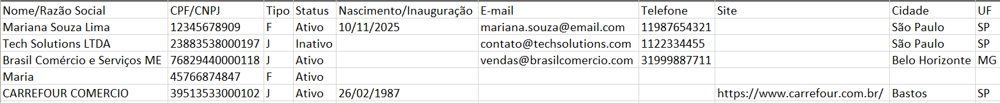 Nome/Razão Social CPF/CNPJ Tipo Status Nascimento/Inauguração E-mail Telefone Site Cidade UF
Mariana Souza Lima 12345678909 F Ativo 10/11/2025 mariana.souza@email.com 11987654321 São Paulo SP
Tech Solutions LTDA 23883538000197 J Inativo contato@techsolutions.com 1122334455 São Paulo SP
Brasil Comércio e Serviços ME 76829440000118 J Ativo vendas@brasilcomercio.com 31999887711 Belo Horizonte MG
Maria 45766874847 F Ativo
CARREFOUR COMERCIO 39513533000102 J Ativo 26/02/1987 https://www.carrefour.com.br/ Bastos SP